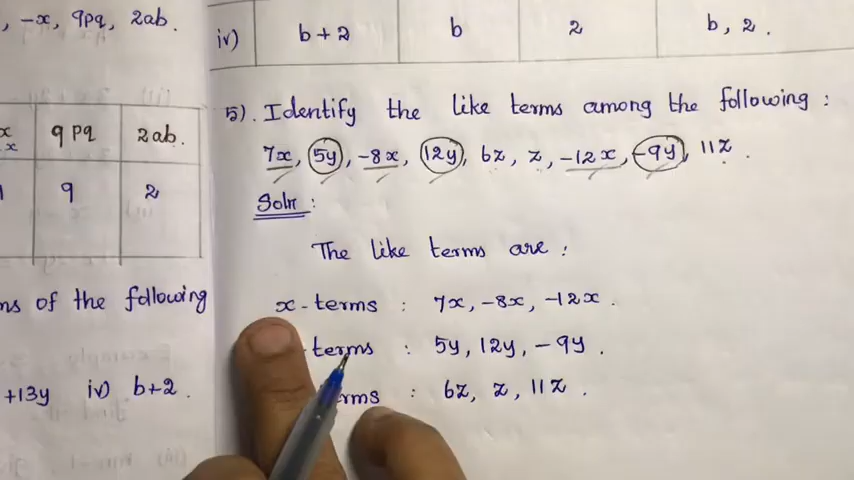 , -x, 9pq, 2ab.
x 9pq 2ab.
x
1 9 2
ns of the following
+13y iv) b+2.
iv) b+2 b 2 b, 2.
5). Identify the like terms among the following :
7x, 5y, -8x, 12y, 6z, z, -12x, -9y, 11z
Soln :
The like terms are :
x-terms : 7x, -8x, -12x.
-terms : 5y, 12y, -9y.
erms : 6z, z, 11z.